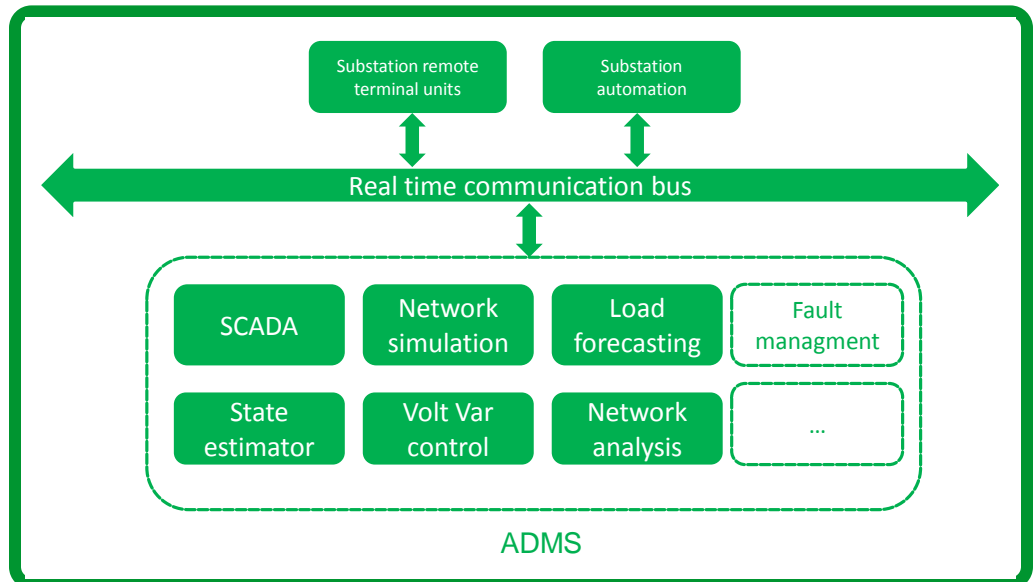 Substation remote
terminal units
Substation
automation
Real time communication bus
SCADA
Network
simulation
Load
forecasting
Fault
managment
State
estimator
Volt Var
control
Network
analysis
...
ADMS